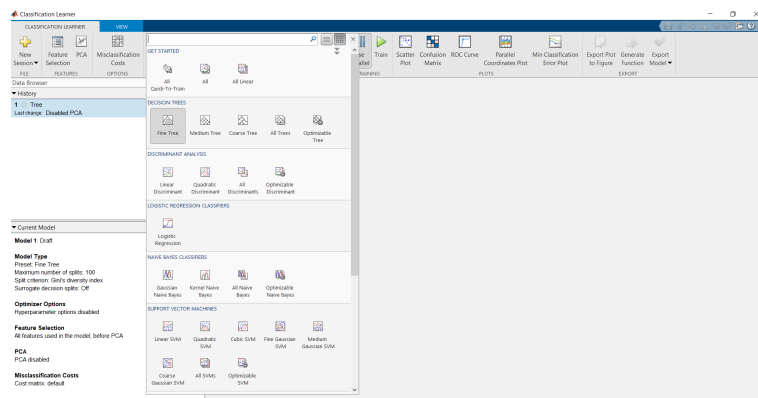 Classification Learner
CLASSIFICATION LEARNER VIEW
New Session
Feature Selection
PCA
Misclassification Costs
FILE FEATURES OPTIONS
Train
Scatter Plot
Confusion Matrix
ROC Curve
Parallel Coordinates Plot
Min Classification Error Plot
Export Plot to Figure
Generate Function
Export Model
PLOTS EXPORT
Data Browser
History
1 Tree
Last change: Disabled PCA
Current Model
Model 1: Draft
Model Type
Preset: Fine Tree
Maximum number of splits: 100
Split criterion: Gini's diversity index
Surrogate decision splits: Off
Optimizer Options
Hyperparameter options disabled
Feature Selection
All features used in the model, before PCA
PCA
PCA disabled
Misclassification Costs
Cost matrix: default
GET STARTED
All Quick-To-Train
All
All Linear
DECISION TREES
Fine Tree
Medium Tree
Coarse Tree
All Trees
Optimizable Tree
DISCRIMINANT ANALYSIS
Linear Discriminant
Quadratic Discriminant
All Discriminants
Optimizable Discriminant
LOGISTIC REGRESSION CLASSIFIERS
Logistic Regression
NAIVE BAYES CLASSIFIERS
Gaussian Naive Bayes
Kernel Naive Bayes
All Naive Bayes
Optimizable Naive Bayes
SUPPORT VECTOR MACHINES
Linear SVM
Quadratic SVM
Cubic SVM
Fine Gaussian SVM
Medium Gaussian SVM
Coarse Gaussian SVM
All SVMs
Optimizable SVM